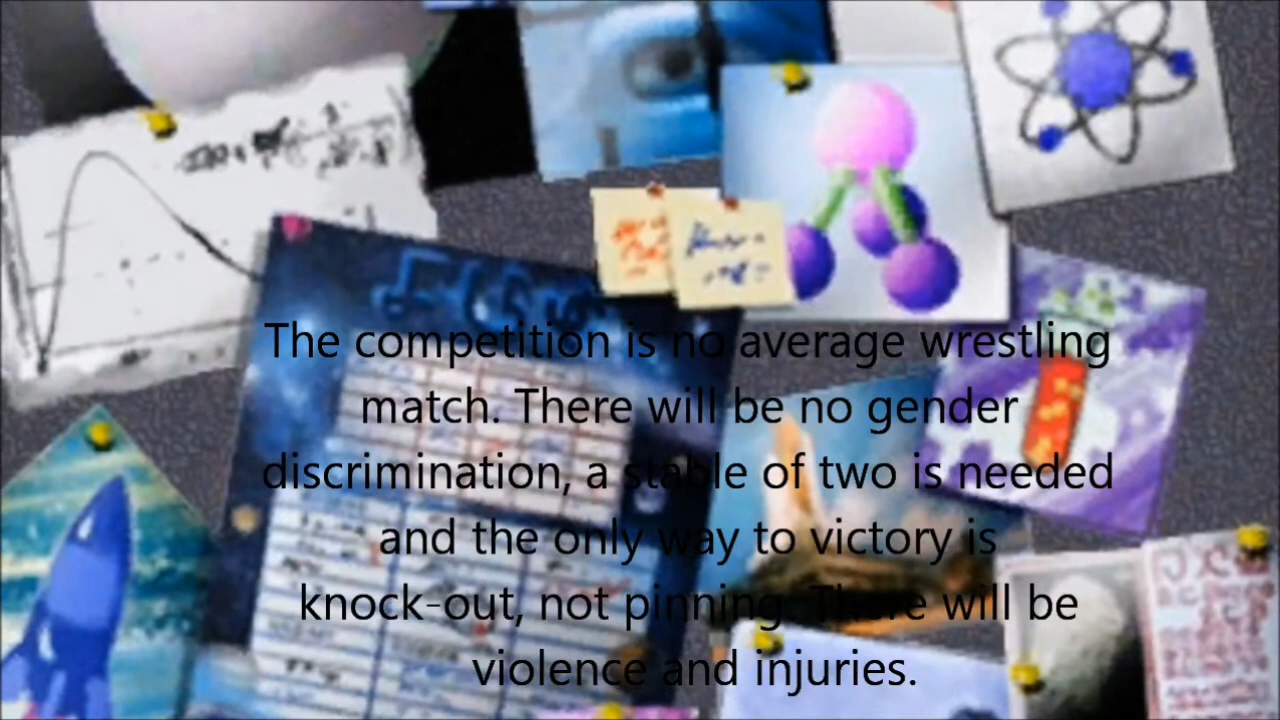 The competition is no average wrestling
match. There will be no gender
discrimination, a stable of two is needed
and the only way to victory is
knock-out, not pinning. There will be
violence and injuries.